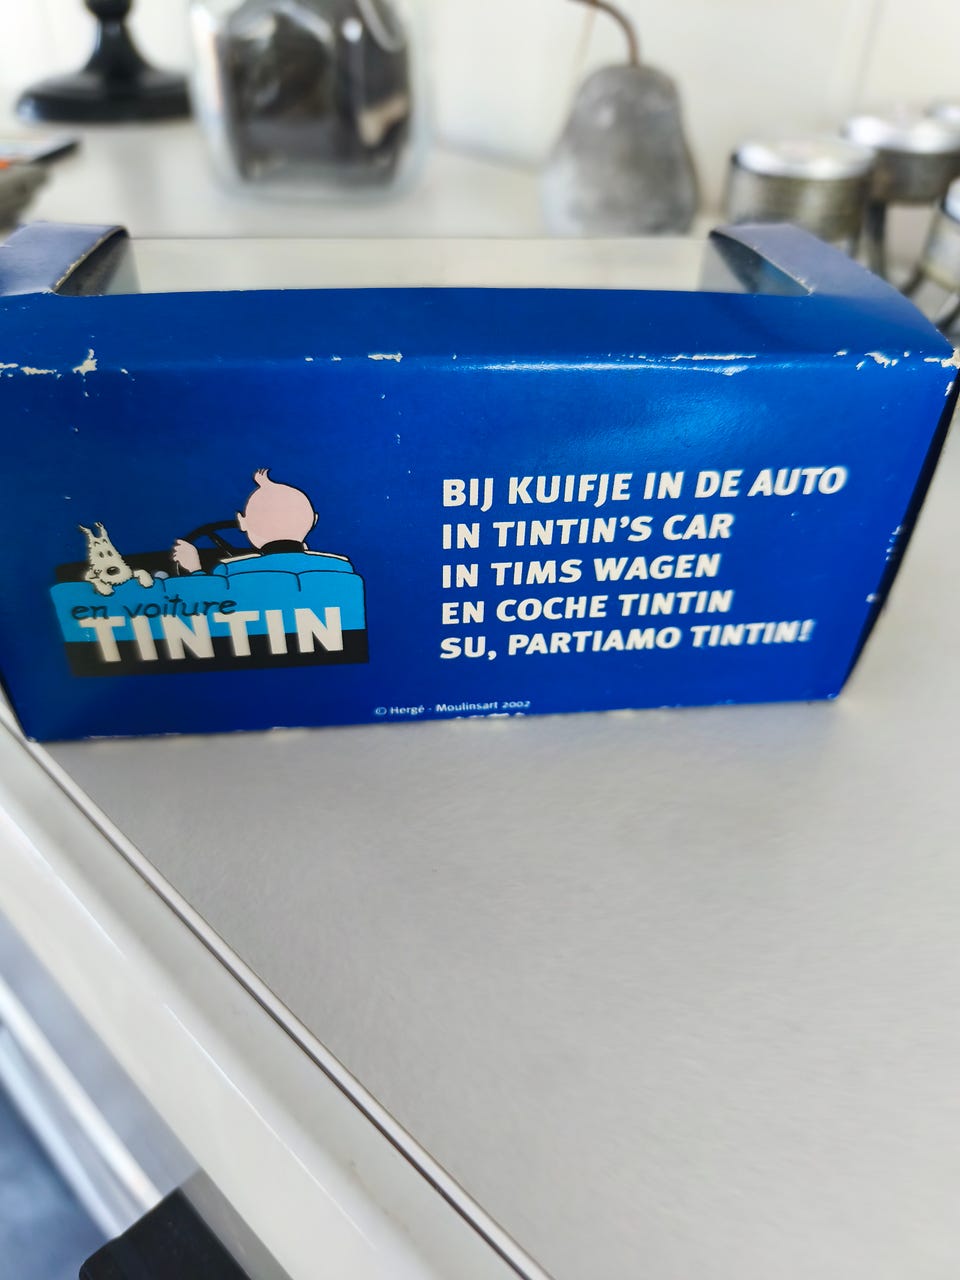 en voiture
TINTIN
BIJ KUIFJE IN DE AUTO
IN TINTIN'S CAR
IN TIMS WAGEN
EN COCHE TINTIN
SU, PARTIAMO TINTIN!
© Hergé - Moulinsart 2002